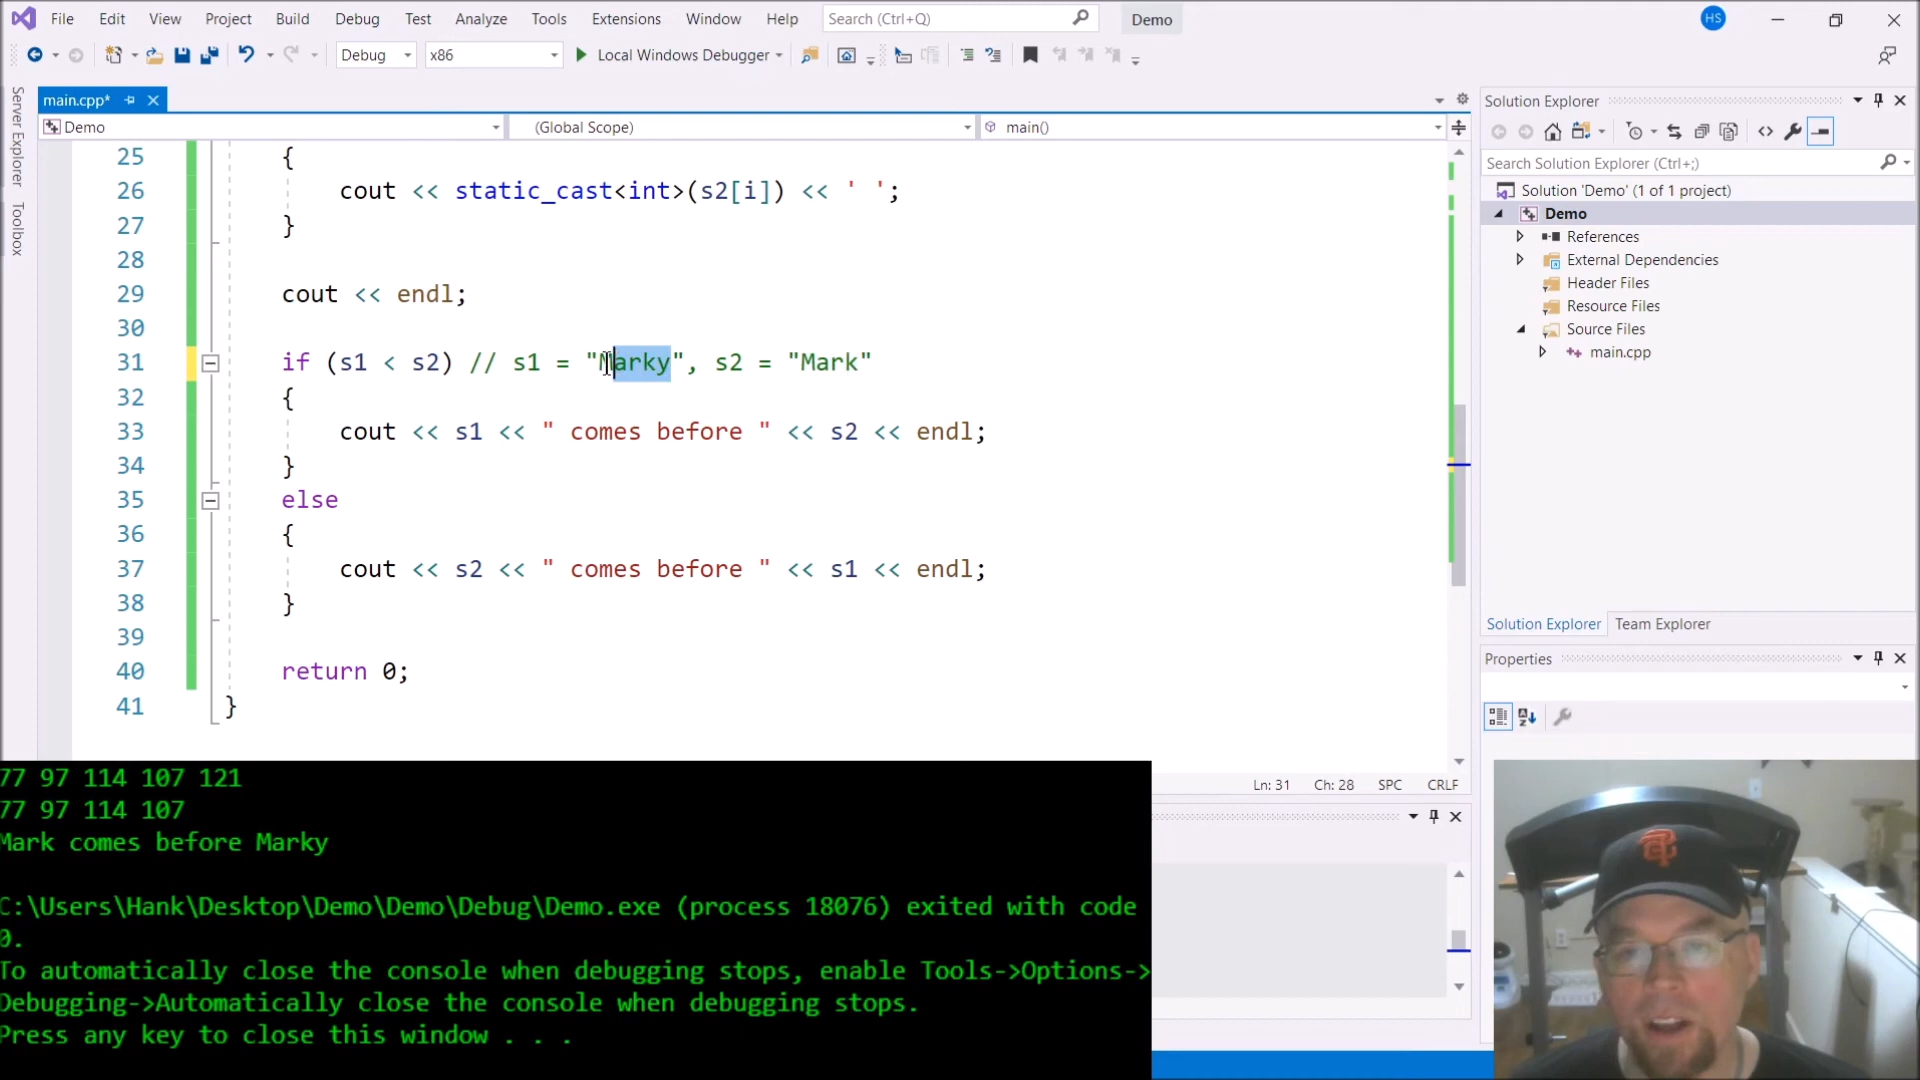 File Edit View Project Build Debug Test Analyze Tools Extensions Window Help Search (Ctrl+Q) Demo HS
Debug x86 Local Windows Debugger
Server Explorer
Toolbox
main.cpp*
Demo (Global Scope) main()
25 {
26 cout << static_cast<int>(s2[i]) << ' ';
27 }
28
29 cout << endl;
30
31 if (s1 < s2) // s1 = "Marky", s2 = "Mark"
32 {
33 cout << s1 << " comes before " << s2 << endl;
34 }
35 else
36 {
37 cout << s2 << " comes before " << s1 << endl;
38 }
39
40 return 0;
41 }
Ln: 31 Ch: 28 SPC CRLF
77 97 114 107 121
77 97 114 107
Mark comes before Marky
C:\Users\Hank\Desktop\Demo\Demo\Debug\Demo.exe (process 18076) exited with code
0.
To automatically close the console when debugging stops, enable Tools->Options->
Debugging->Automatically close the console when debugging stops.
Press any key to close this window . . .
Solution Explorer
Search Solution Explorer (Ctrl+;)
Solution 'Demo' (1 of 1 project)
Demo
References
External Dependencies
Header Files
Resource Files
Source Files
main.cpp
Solution Explorer Team Explorer
Properties